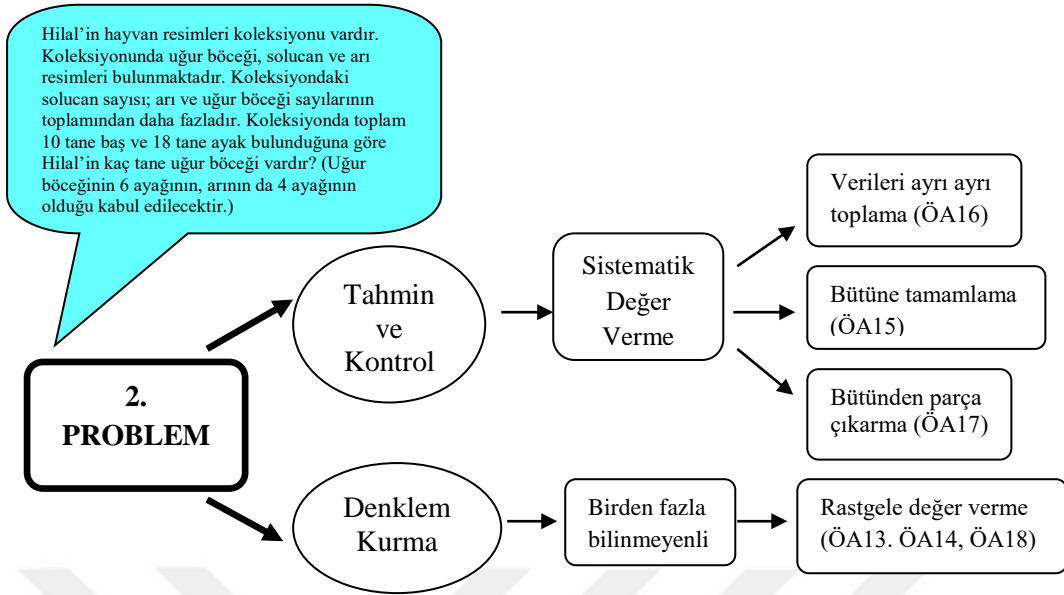 Hilal’in hayvan resimleri koleksiyonu vardır.
Koleksiyonunda uğur böceği, solucan ve arı
resimleri bulunmaktadır. Koleksiyondaki
solucan sayısı; arı ve uğur böceği sayılarının
toplamından daha fazladır. Koleksiyonda toplam
10 tane baş ve 18 tane ayak bulunduğuna göre
Hilal’in kaç tane uğur böceği vardır? (Uğur
böceğinin 6 ayağının, arının da 4 ayağının
olduğu kabul edilecektir.)
2.
PROBLEM
Tahmin
ve
Kontrol
Sistematik
Değer
Verme
Verileri ayrı ayrı
toplama (ÖA16)
Bütüne tamamlama
(ÖA15)
Bütünden parça
çıkarma (ÖA17)
Denklem
Kurma
Birden fazla
bilinmeyenli
Rastgele değer verme
(ÖA13. ÖA14, ÖA18)